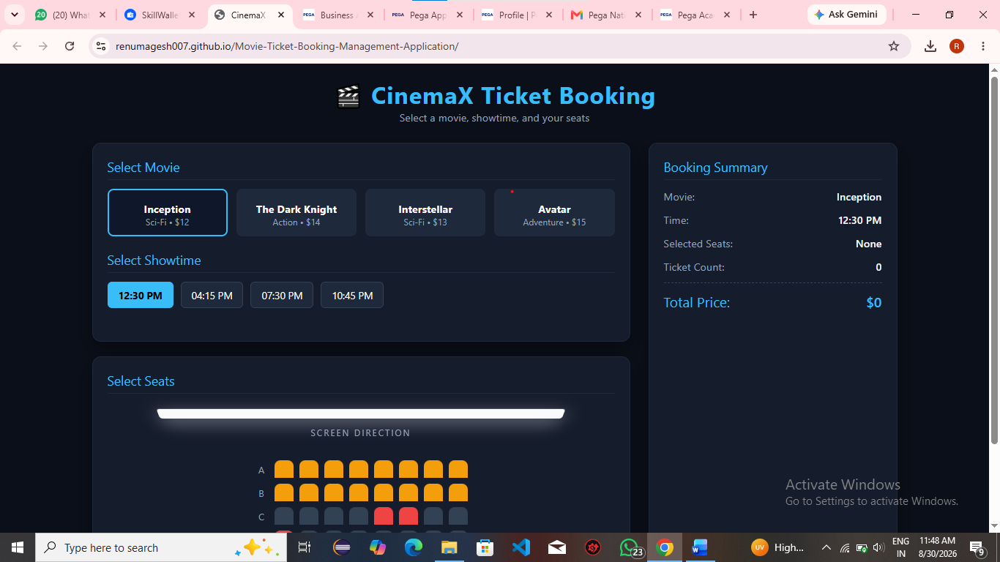 (20) What
SkillWalle
CinemaX
PEGA Business A
PEGA Pega App
PEGA Profile | P
Pega Nati
PEGA Pega Aca
Ask Gemini
renumagesh007.github.io/Movie-Ticket-Booking-Management-Application/
R
CinemaX Ticket Booking
Select a movie, showtime, and your seats
Select Movie
Inception
Sci-Fi • $12
The Dark Knight
Action • $14
Interstellar
Sci-Fi • $13
Avatar
Adventure • $15
Select Showtime
12:30 PM
04:15 PM
07:30 PM
10:45 PM
Select Seats
SCREEN DIRECTION
A
B
C
Booking Summary
Movie: Inception
Time: 12:30 PM
Selected Seats: None
Ticket Count: 0
Total Price: $0
Activate Windows
Go to Settings to activate Windows.
Type here to search
23
UV High...
ENG
IN
11:48 AM
8/30/2026
9